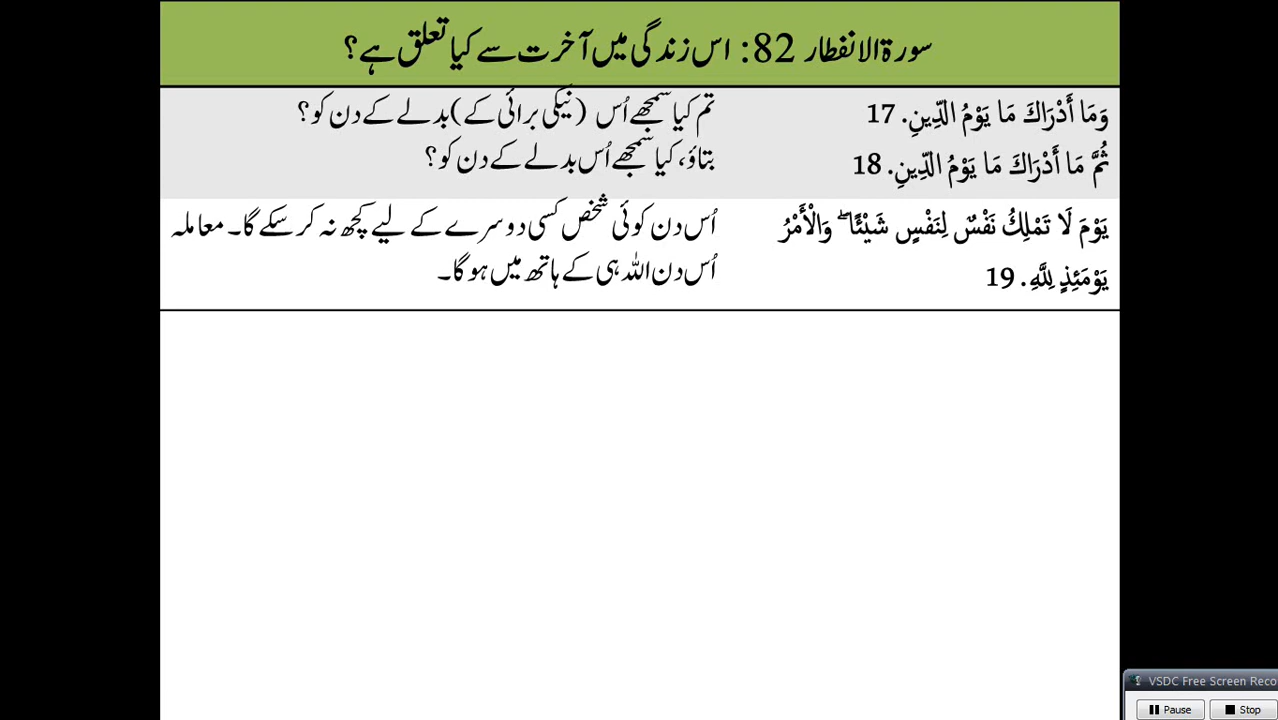 سورۃ الانفطار 82: اس زندگی میں آخرت سے کیا تعلق ہے؟
وَمَا أَدْرَاكَ مَا يَوْمُ الدِّينِ. 17
ثُمَّ مَا أَدْرَاكَ مَا يَوْمُ الدِّينِ. 18
تم کیا سمجھے اُس (نیکی برائی کے) بدلے کے دن کو؟
بتاؤ، کیا سمجھے اُس بدلے کے دن کو؟
يَوْمَ لَا تَمْلِكُ نَفْسٌ لِنَفْسٍ شَيْئًا ۖ وَالْأَمْرُ
يَوْمَئِذٍ لِلَّهِ. 19
اُس دن کوئی شخص کسی دوسرے کے لیے کچھ نہ کر سکے گا۔ معاملہ
اُس دن اللہ ہی کے ہاتھ میں ہو گا۔
VSDC Free Screen Reco
Pause
Stop